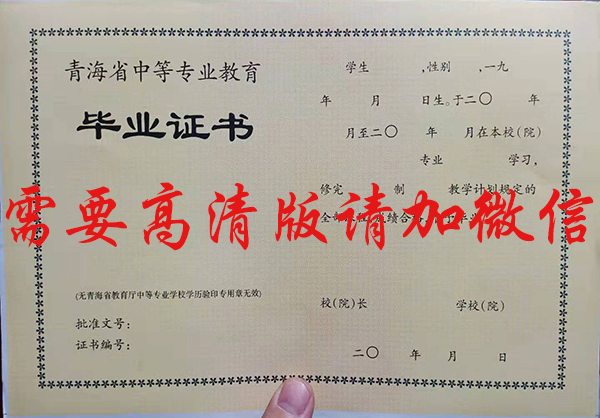 青海省中等专业教育
毕业证书
(无青海省教育厅中等专业学校学历验印专用章无效)
批准文号：
证书编号：
学生 ,性别 ,一九
年 月 日生。于二〇 年
月至二〇 年 月在本校(院)
专业 学习,
修完 制 教学计划规定的
需要高清版请加微信
校(院)长 学校(院)
二〇 年 月 日